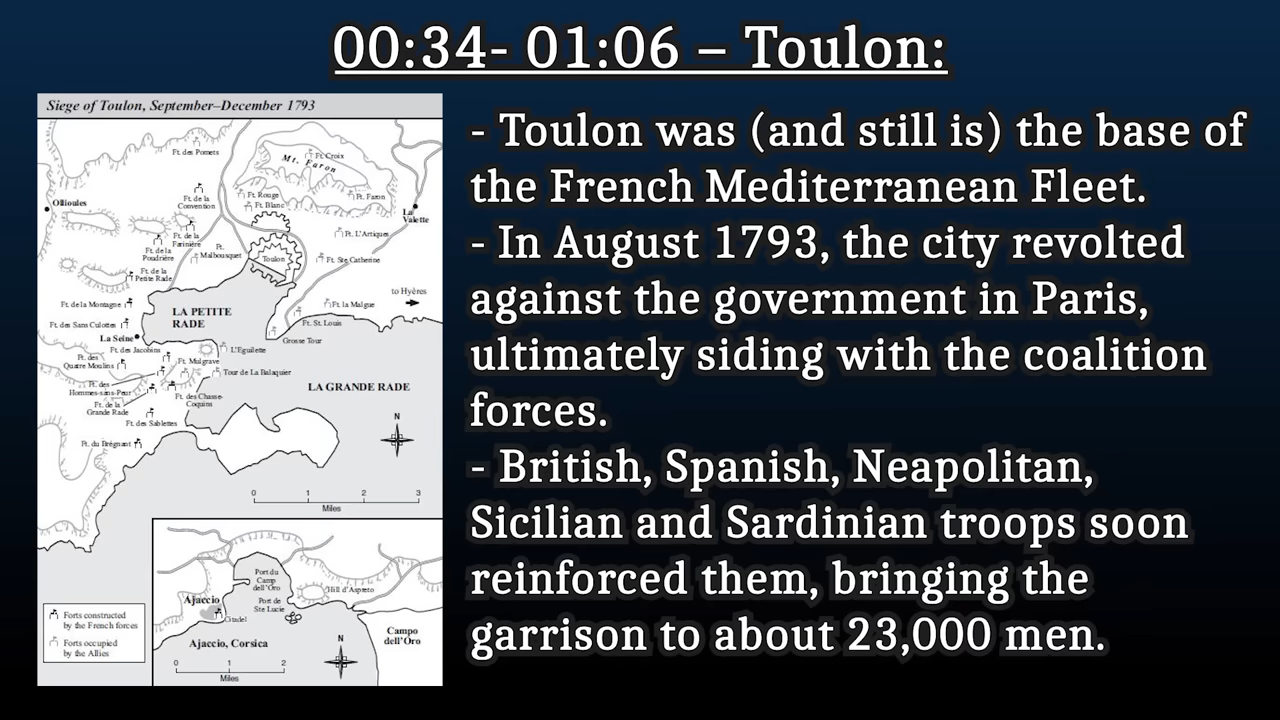 00:34- 01:06 – Toulon:
Siege of Toulon, September–December 1793
Ft. des Pomets
Ft. Croix
Mt. Faron
Ollioules
Ft. de la
Convention
Ft. Rouge
Ft. Blanc
Ft. Faron
La
Valette
Ft. de la
Farinière
Ft. de la
Poudrière
Ft.
Malbousquet
Toulon
Ft. L'Artiques
Ft. Ste Catherine
Ft. de la
Petite Rade
to Hyères
Ft. de la Montagne
LA PETITE
RADE
Ft. la Malgue
Ft. des Sans Culottes
Ft. St. Louis
La Seine
Grosse Tour
Ft. des Jacobins
L'Eguilette
Ft. des
Quatre Moulins
Ft. Mulgrave
Tour de La Balaquier
Ft. des
Hommes-sans-Peur
LA GRANDE RADE
Ft. de la
Grande Rade
Ft. des Chasse-
Coquins
Ft. des Sablettes
N
Ft. du Brégnant
0 1 2 3
Miles
Port du
Camp
dell'Oro
Hill d'Aspreto
Ajaccio
Port de
Ste Lucie
Citadel
Ajaccio, Corsica
N
Campo
dell'Oro
0 1 2
Miles
Forts constructed
by the French forces
Forts occupied
by the Allies
- Toulon was (and still is) the base of
the French Mediterranean Fleet.
- In August 1793, the city revolted
against the government in Paris,
ultimately siding with the coalition
forces.
- British, Spanish, Neapolitan,
Sicilian and Sardinian troops soon
reinforced them, bringing the
garrison to about 23,000 men.